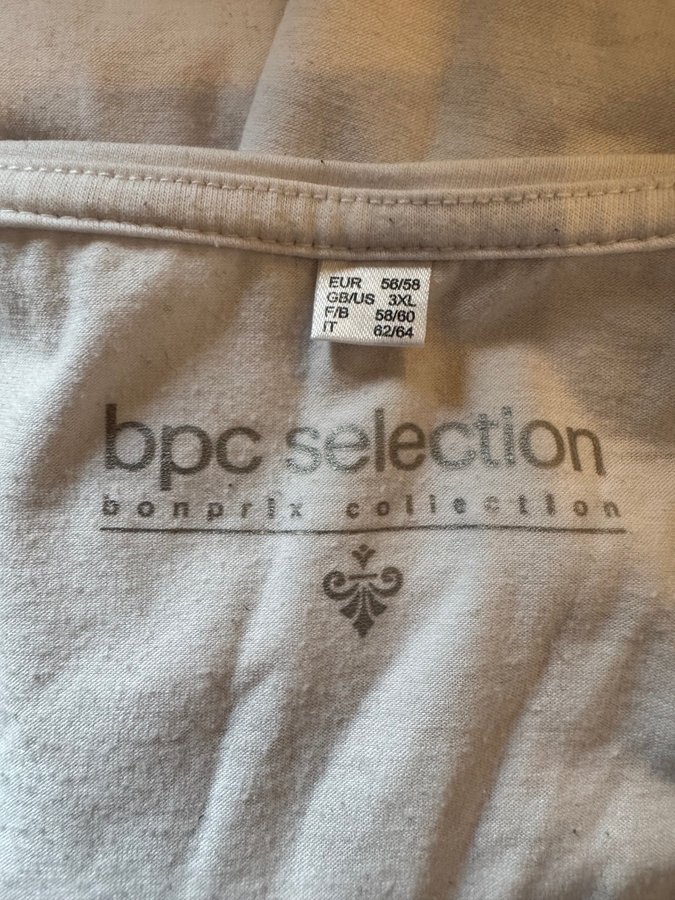 EUR 56/58
GB/US 3XL
F/B 58/60
IT 62/64
bpc selection
bonprix collection